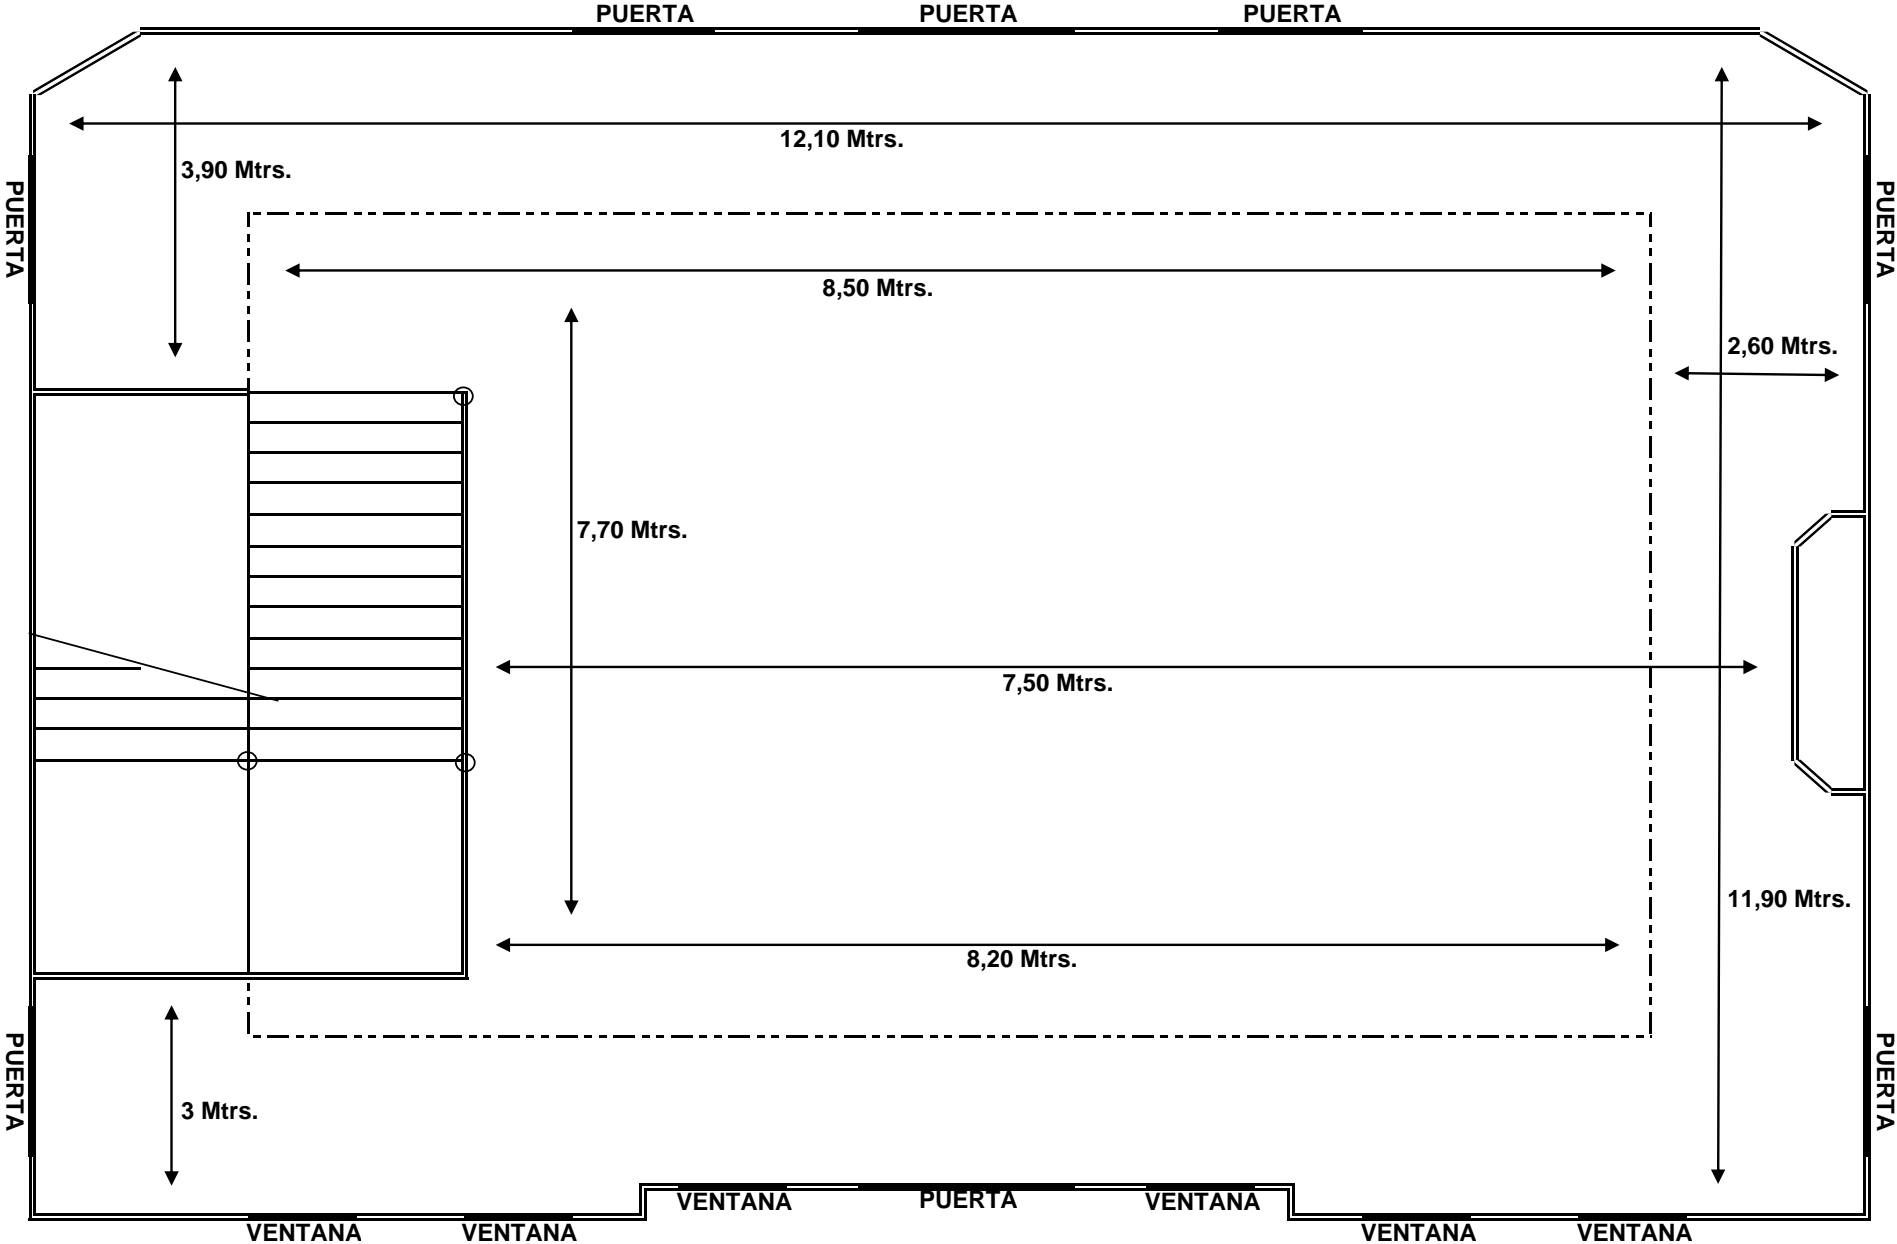 PUERTA
PUERTA
PUERTA
12,10 Mtrs.
3,90 Mtrs.
PUERTA
PUERTA
8,50 Mtrs.
2,60 Mtrs.
7,70 Mtrs.
7,50 Mtrs.
11,90 Mtrs.
8,20 Mtrs.
PUERTA
PUERTA
3 Mtrs.
VENTANA
PUERTA
VENTANA
VENTANA
VENTANA
VENTANA
VENTANA